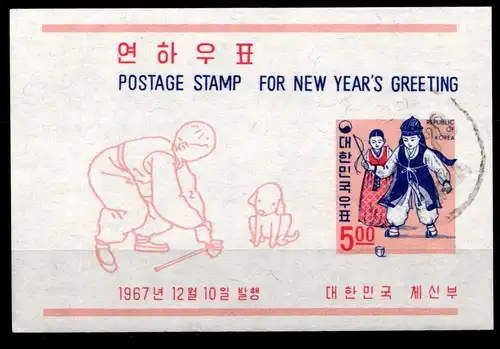 연하우표
POSTAGE STAMP FOR NEW YEAR'S GREETING
REPUBLIC
OF
KOREA
대한민국우표
5.00
1967년 12월 10일 발행
대한민국 체신부